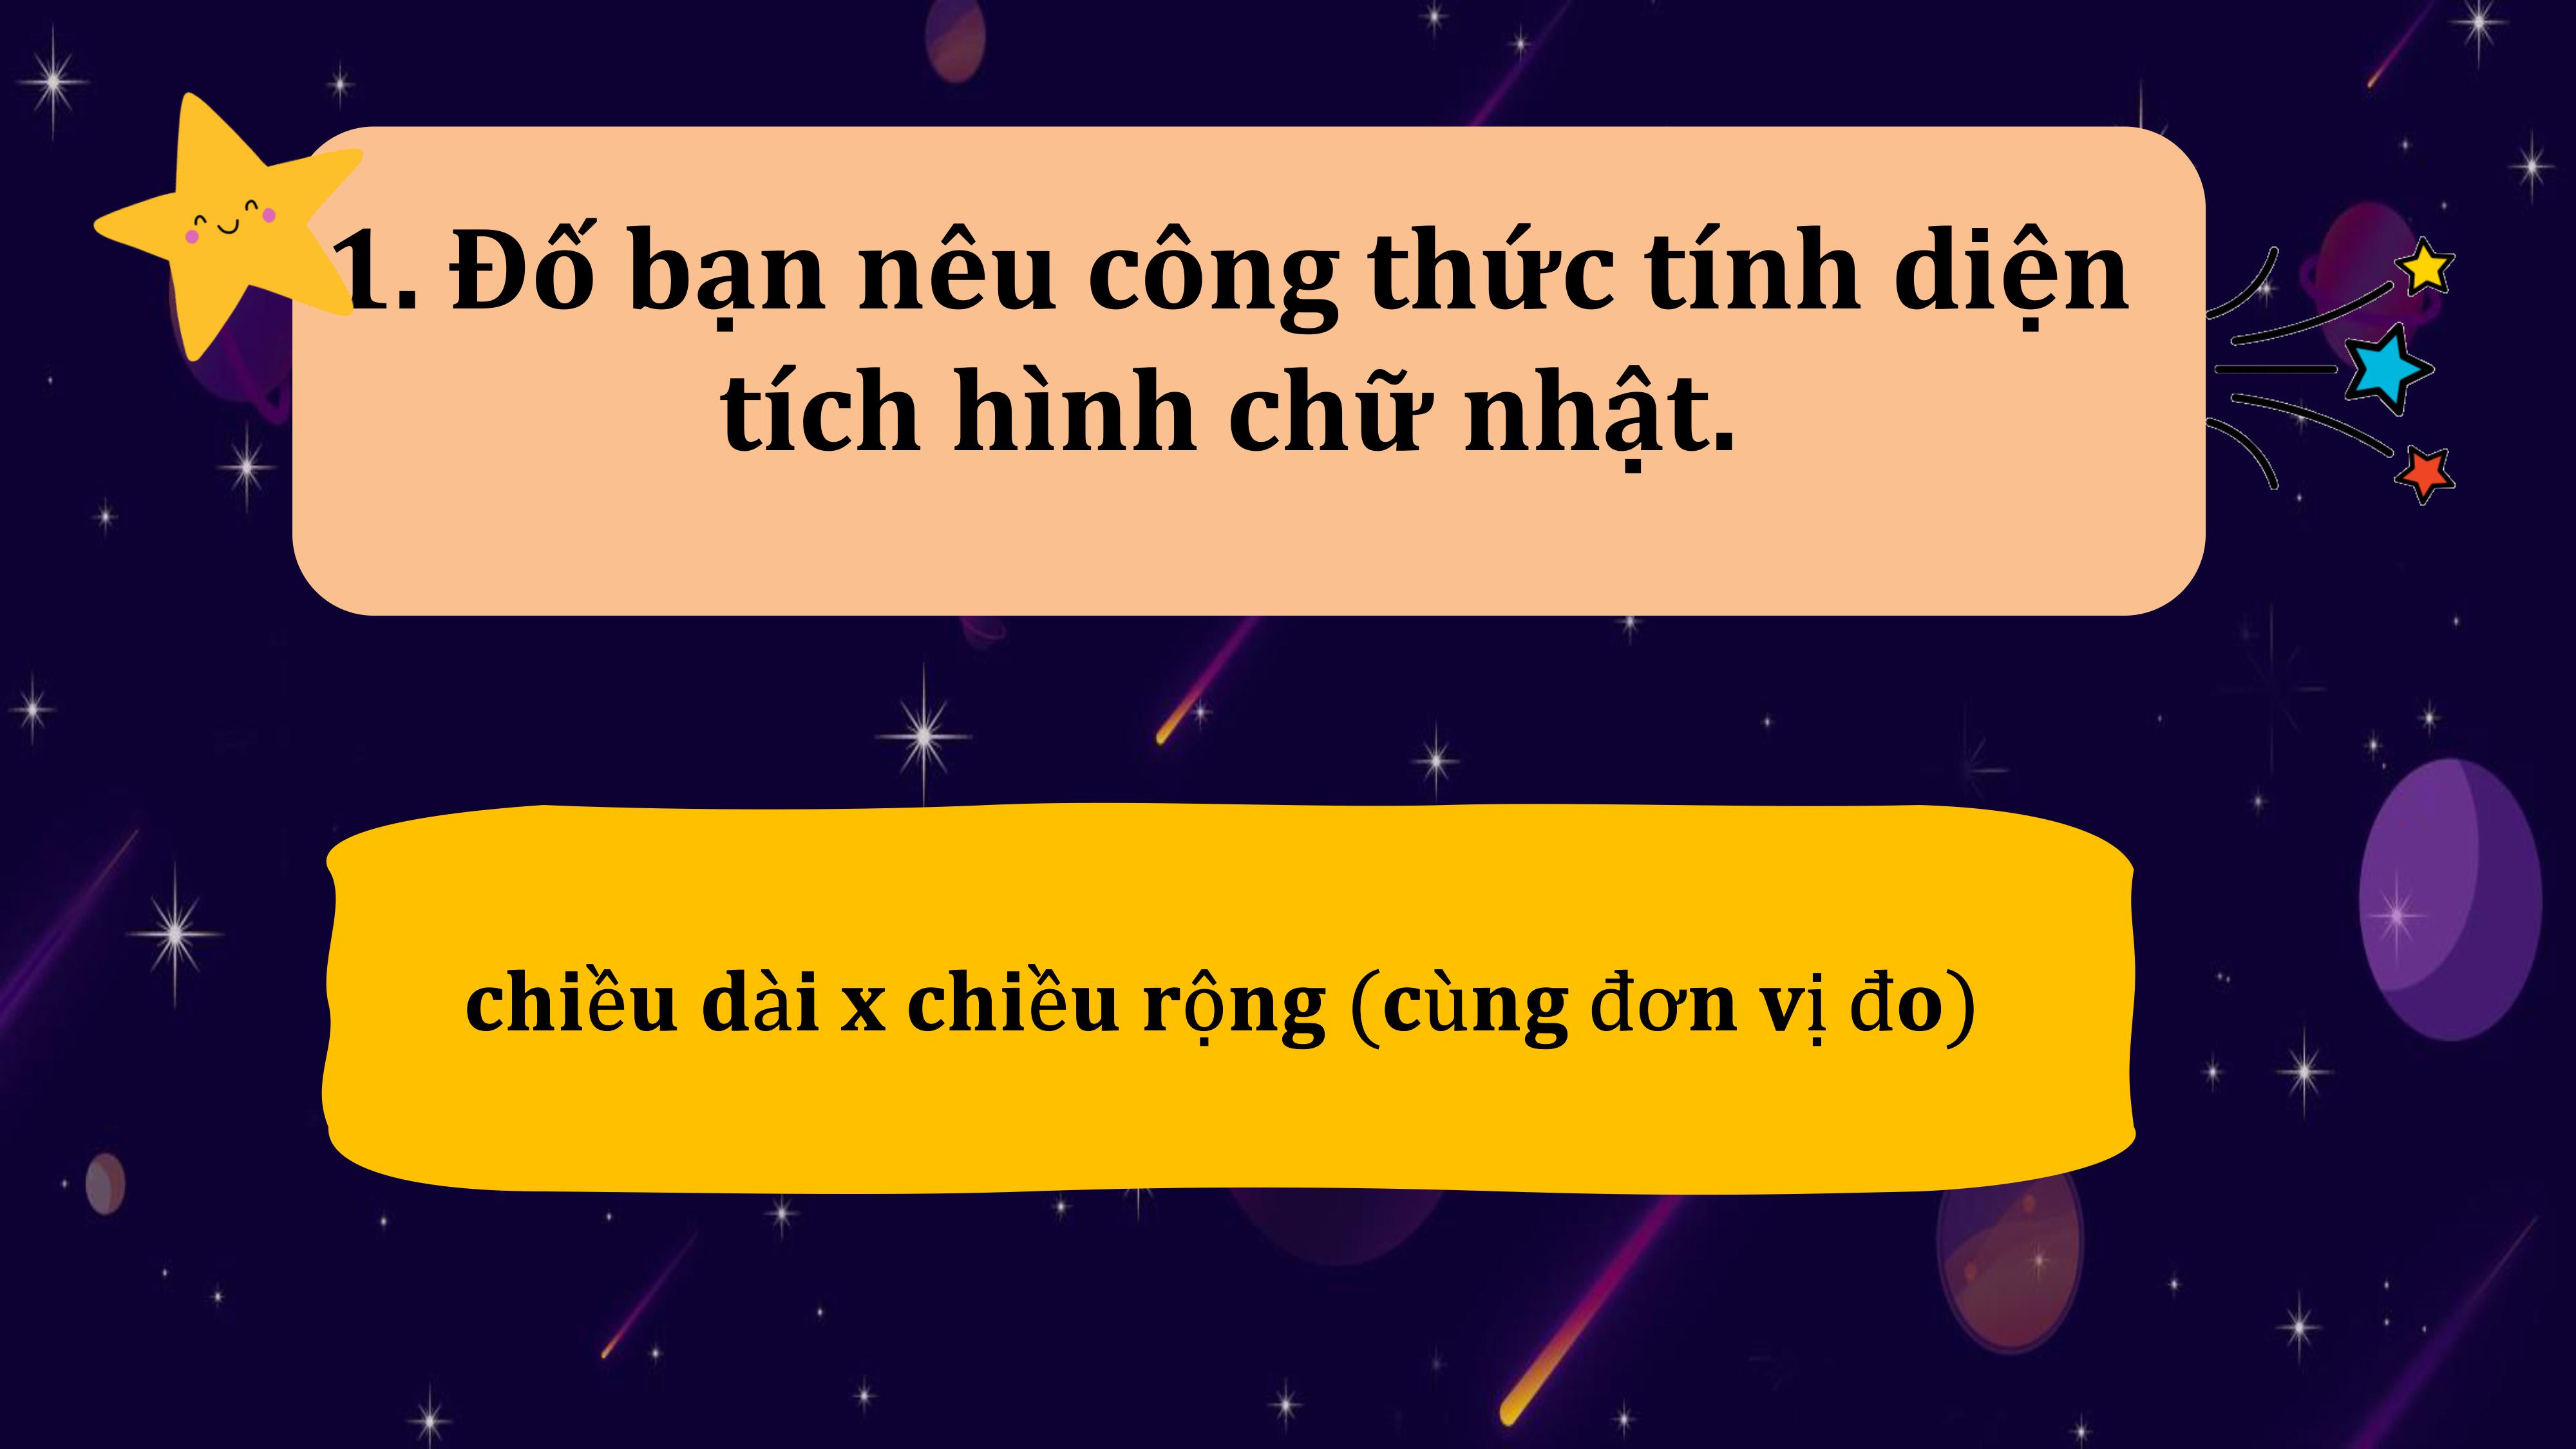 1. Đố bạn nêu công thức tính diện
tích hình chữ nhật.
chiều dài x chiều rộng (cùng đơn vị đo)